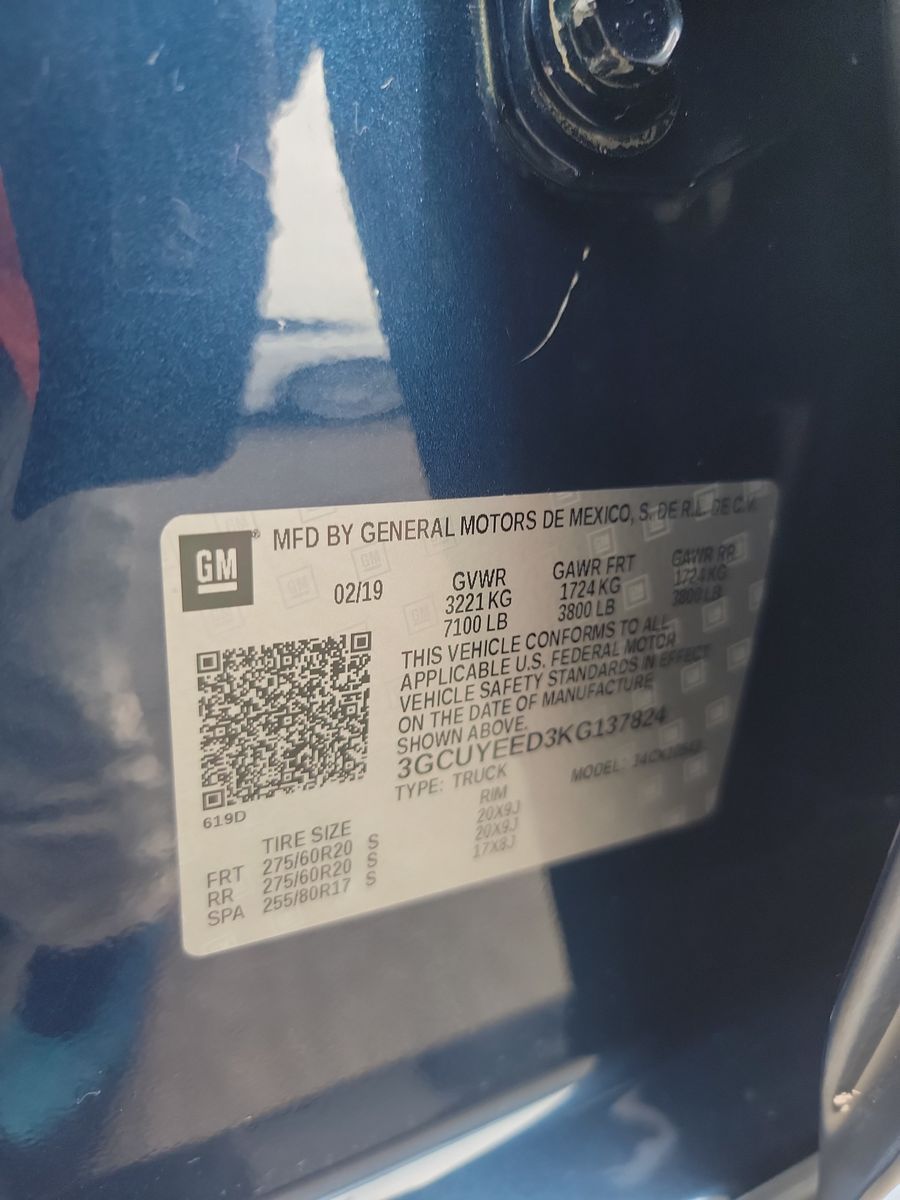 GM® MFD BY GENERAL MOTORS DE MEXICO, S. DE R.L. DE C.V.
02/19 GVWR GAWR FRT GAWR RR
3221 KG 1724 KG 1724 KG
7100 LB 3800 LB 3800 LB
THIS VEHICLE CONFORMS TO ALL
APPLICABLE U.S. FEDERAL MOTOR
VEHICLE SAFETY STANDARDS IN EFFECT
ON THE DATE OF MANUFACTURE
SHOWN ABOVE.
3GCUYEED3KG137824
TYPE: TRUCK MODEL:
619D
TIRE SIZE RIM
FRT 275/60R20 S 20X9J
RR 275/60R20 S 20X9J
SPA 255/80R17 S 17X8J